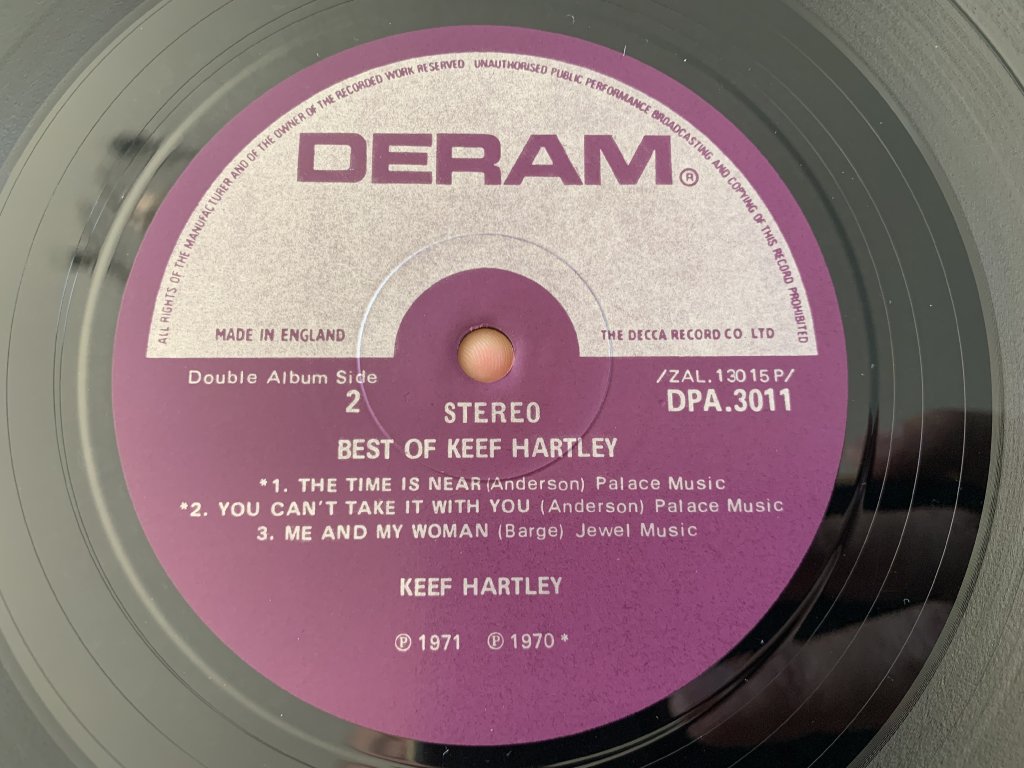 ALL RIGHTS OF THE MANUFACTURER AND OF THE OWNER OF THE RECORDED WORK RESERVED . UNAUTHORISED PUBLIC PERFORMANCE BROADCASTING AND COPYING OF THIS RECORD PROHIBITED
DERAM®
MADE IN ENGLAND
THE DECCA RECORD CO. LTD
Double Album Side
2
/ZAL.13015P/
DPA.3011
STEREO
BEST OF KEEF HARTLEY
*1. THE TIME IS NEAR (Anderson) Palace Music
*2. YOU CAN'T TAKE IT WITH YOU (Anderson) Palace Music
3. ME AND MY WOMAN (Barge) Jewel Music
KEEF HARTLEY
℗ 1971 ℗ 1970 *